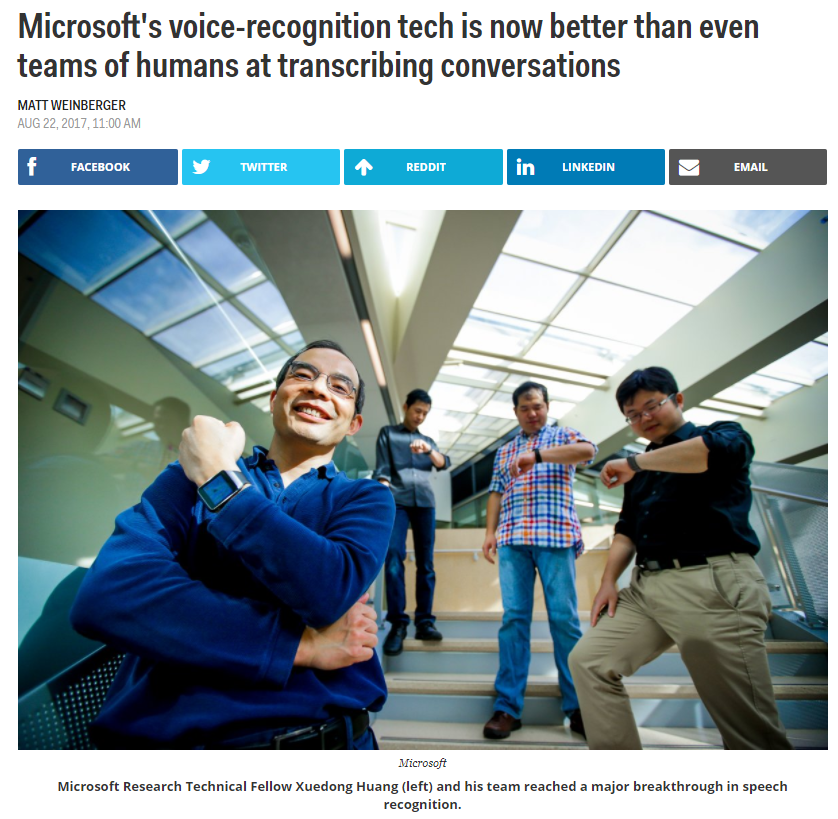 Microsoft's voice-recognition tech is now better than even
teams of humans at transcribing conversations
MATT WEINBERGER
AUG 22, 2017, 11:00 AM
FACEBOOK
TWITTER
REDDIT
LINKEDIN
EMAIL
Microsoft
Microsoft Research Technical Fellow Xuedong Huang (left) and his team reached a major breakthrough in speech
recognition.